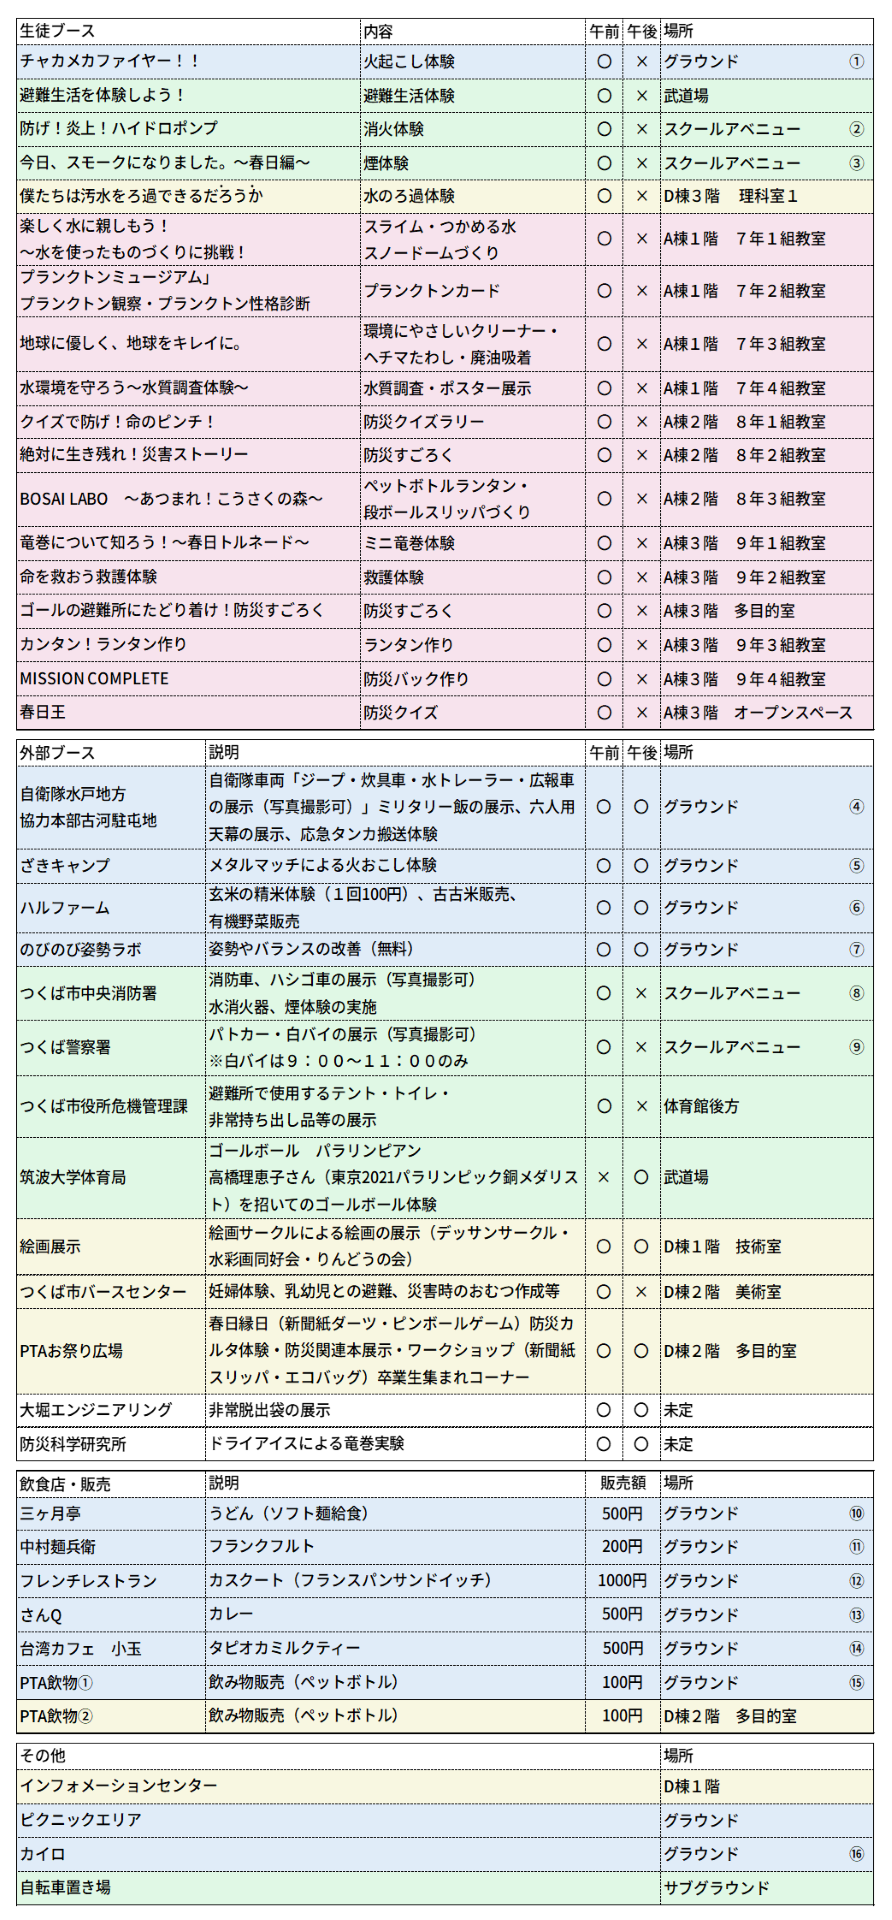 生徒ブース 内容 午前 午後 場所
チャカメカファイヤー！！ 火起こし体験 〇 × グラウンド ①
避難生活を体験しよう！ 避難生活体験 〇 × 武道場
防げ！炎上！ハイドロポンプ 消火体験 〇 × スクールアベニュー ②
今日、スモークになりました。～春日編～ 煙体験 〇 × スクールアベニュー ③
僕たちは汚水をろ過できるだろうか 水のろ過体験 〇 × D棟３階　理科室１
楽しく水に親しもう！
～水を使ったものづくりに挑戦！ スライム・つかめる水
スノードームづくり 〇 × A棟１階　７年１組教室
プランクトンミュージアム」
プランクトン観察・プランクトン性格診断 プランクトンカード 〇 × A棟１階　７年２組教室
地球に優しく、地球をキレイに。 環境にやさしいクリーナー・
ヘチマたわし・廃油吸着 〇 × A棟１階　７年３組教室
水環境を守ろう～水質調査体験～ 水質調査・ポスター展示 〇 × A棟１階　７年４組教室
クイズで防げ！命のピンチ！ 防災クイズラリー 〇 × A棟２階　８年１組教室
絶対に生き残れ！災害ストーリー 防災すごろく 〇 × A棟２階　８年２組教室
BOSAI LABO　～あつまれ！こうさくの森～ ペットボトルランタン・
段ボールスリッパづくり 〇 × A棟２階　８年３組教室
竜巻について知ろう！～春日トルネード～ ミニ竜巻体験 〇 × A棟３階　９年１組教室
命を救おう救護体験 救護体験 〇 × A棟３階　９年２組教室
ゴールの避難所にたどり着け！防災すごろく 防災すごろく 〇 × A棟３階　多目的室
カンタン！ランタン作り ランタン作り 〇 × A棟３階　９年３組教室
MISSION COMPLETE 防災バック作り 〇 × A棟３階　９年４組教室
春日王 防災クイズ 〇 × A棟３階　オープンスペース
外部ブース 説明 午前 午後 場所
自衛隊水戸地方
協力本部古河駐屯地 自衛隊車両「ジープ・炊具車・水トレーラー・広報車
の展示（写真撮影可）」ミリタリー飯の展示、六人用
天幕の展示、応急タンカ搬送体験 〇 〇 グラウンド ④
ざきキャンプ メタルマッチによる火おこし体験 〇 〇 グラウンド ⑤
ハルファーム 玄米の精米体験（１回100円）、古古米販売、
有機野菜販売 〇 〇 グラウンド ⑥
のびのび姿勢ラボ 姿勢やバランスの改善（無料） 〇 〇 グラウンド ⑦
つくば市中央消防署 消防車、ハシゴ車の展示（写真撮影可）
水消火器、煙体験の実施 〇 × スクールアベニュー ⑧
つくば警察署 パトカー・白バイの展示（写真撮影可）
※白バイは９：００～１１：００のみ 〇 × スクールアベニュー ⑨
つくば市役所危機管理課 避難所で使用するテント・トイレ・
非常持ち出し品等の展示 〇 × 体育館後方
筑波大学体育局 ゴールボール　パラリンピアン
高橋理恵子さん（東京2021パラリンピック銅メダリス
ト）を招いてのゴールボール体験 × 〇 武道場
絵画展示 絵画サークルによる絵画の展示（デッサンサークル・
水彩画同好会・りんどうの会） 〇 〇 D棟１階　技術室
つくば市バースセンター 妊婦体験、乳幼児との避難、災害時のおむつ作成等 〇 × D棟２階　美術室
PTAお祭り広場 春日縁日（新聞紙ダーツ・ピンボールゲーム）防災カ
ルタ体験・防災関連本展示・ワークショップ（新聞紙
スリッパ・エコバッグ）卒業生集まれコーナー 〇 〇 D棟２階　多目的室
大堀エンジニアリング 非常脱出袋の展示 〇 〇 未定
防災科学研究所 ドライアイスによる竜巻実験 〇 〇 未定
飲食店・販売 説明 販売額 場所
三ヶ月亭 うどん（ソフト麺給食） 500円 グラウンド ⑩
中村麺兵衛 フランクフルト 200円 グラウンド ⑪
フレンチレストラン カスクート（フランスパンサンドイッチ） 1000円 グラウンド ⑫
さんQ カレー 500円 グラウンド ⑬
台湾カフェ　小玉 タピオカミルクティー 500円 グラウンド ⑭
PTA飲物① 飲み物販売（ペットボトル） 100円 グラウンド ⑮
PTA飲物② 飲み物販売（ペットボトル） 100円 D棟２階　多目的室
その他 場所
インフォメーションセンター D棟１階
ピクニックエリア グラウンド
カイロ グラウンド ⑯
自転車置き場 サブグラウンド